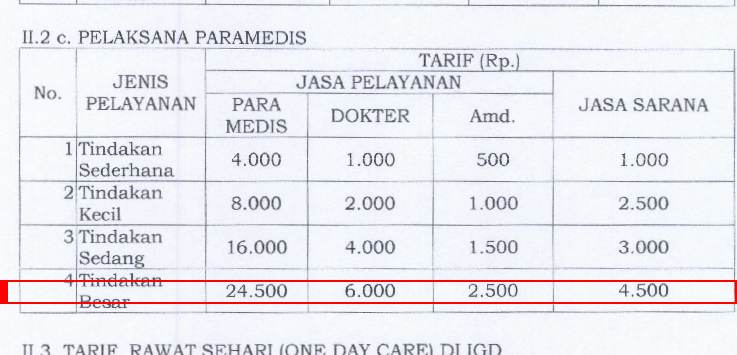 II.2 c. PELAKSANA PARAMEDIS
No. JENIS PELAYANAN TARIF (Rp.)
JASA PELAYANAN JASA SARANA
PARA MEDIS DOKTER Amd.
1 Tindakan Sederhana 4.000 1.000 500 1.000
2 Tindakan Kecil 8.000 2.000 1.000 2.500
3 Tindakan Sedang 16.000 4.000 1.500 3.000
4 Tindakan Besar 24.500 6.000 2.500 4.500
II.3. TARIF RAWAT SEHARI (ONE DAY CARE) DI IGD